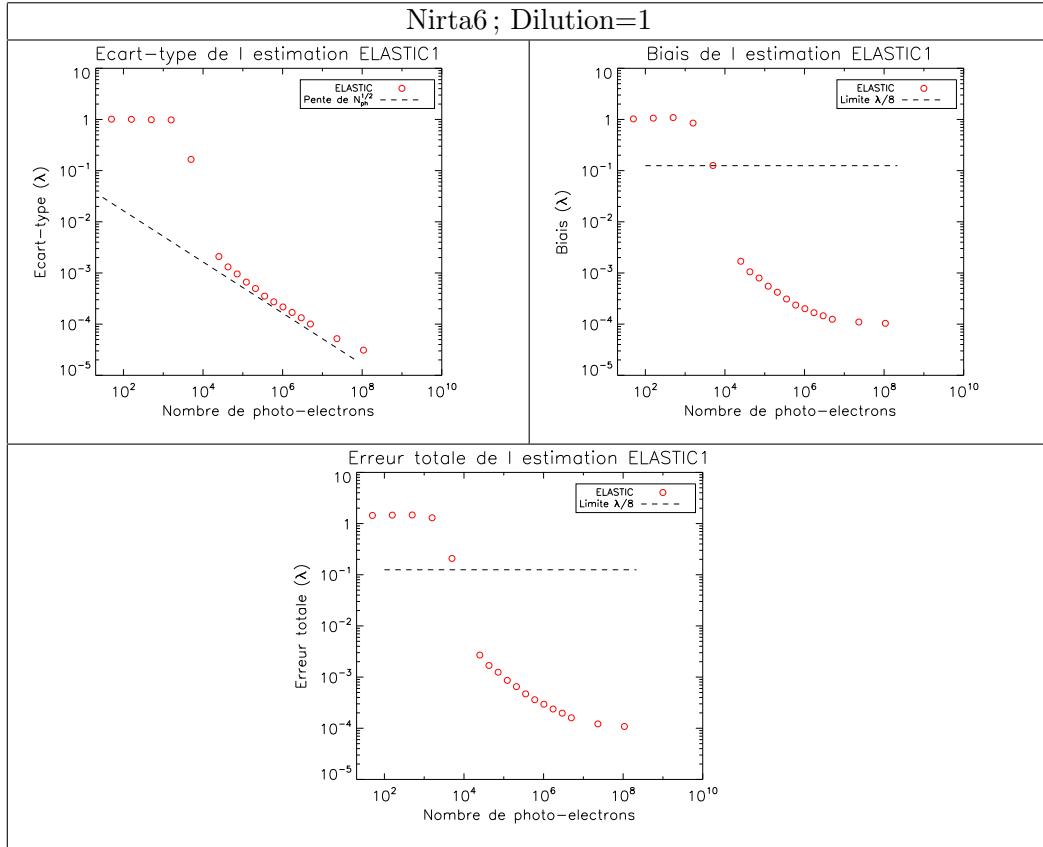 Nirta6 ; Dilution=1
Ecart-type de l estimation ELASTIC1
ELASTIC
Pente de N_ph^1/2
10
1
10^-1
10^-2
10^-3
10^-4
10^-5
Ecart-type (λ)
10^2 10^4 10^6 10^8 10^10
Nombre de photo-electrons
Biais de l estimation ELASTIC1
ELASTIC
Limite λ/8
10
1
10^-1
10^-2
10^-3
10^-4
10^-5
Biais (λ)
10^2 10^4 10^6 10^8 10^10
Nombre de photo-electrons
Erreur totale de l estimation ELASTIC1
ELASTIC
Limite λ/8
10
1
10^-1
10^-2
10^-3
10^-4
10^-5
Erreur totale (λ)
10^2 10^4 10^6 10^8 10^10
Nombre de photo-electrons